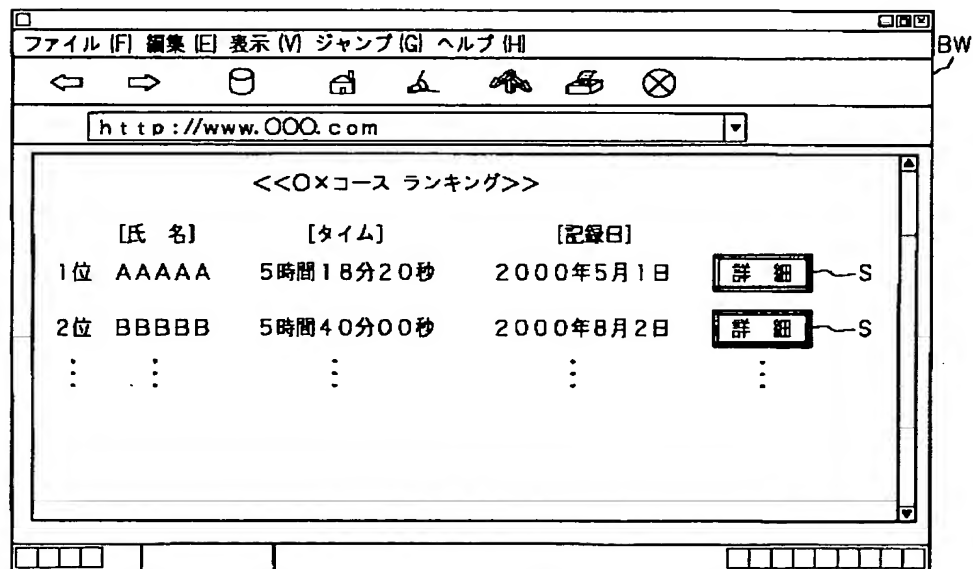 ファイル (F) 編集 (E) 表示 (V) ジャンプ (G) ヘルプ (H)
BW
http://www.〇〇〇.com
<<〇×コース ランキング>>
[氏 名] [タイム] [記録日]
1位 AAAAA 5時間18分20秒 2000年5月1日 詳 細 S
2位 BBBBB 5時間40分00秒 2000年8月2日 詳 細 S